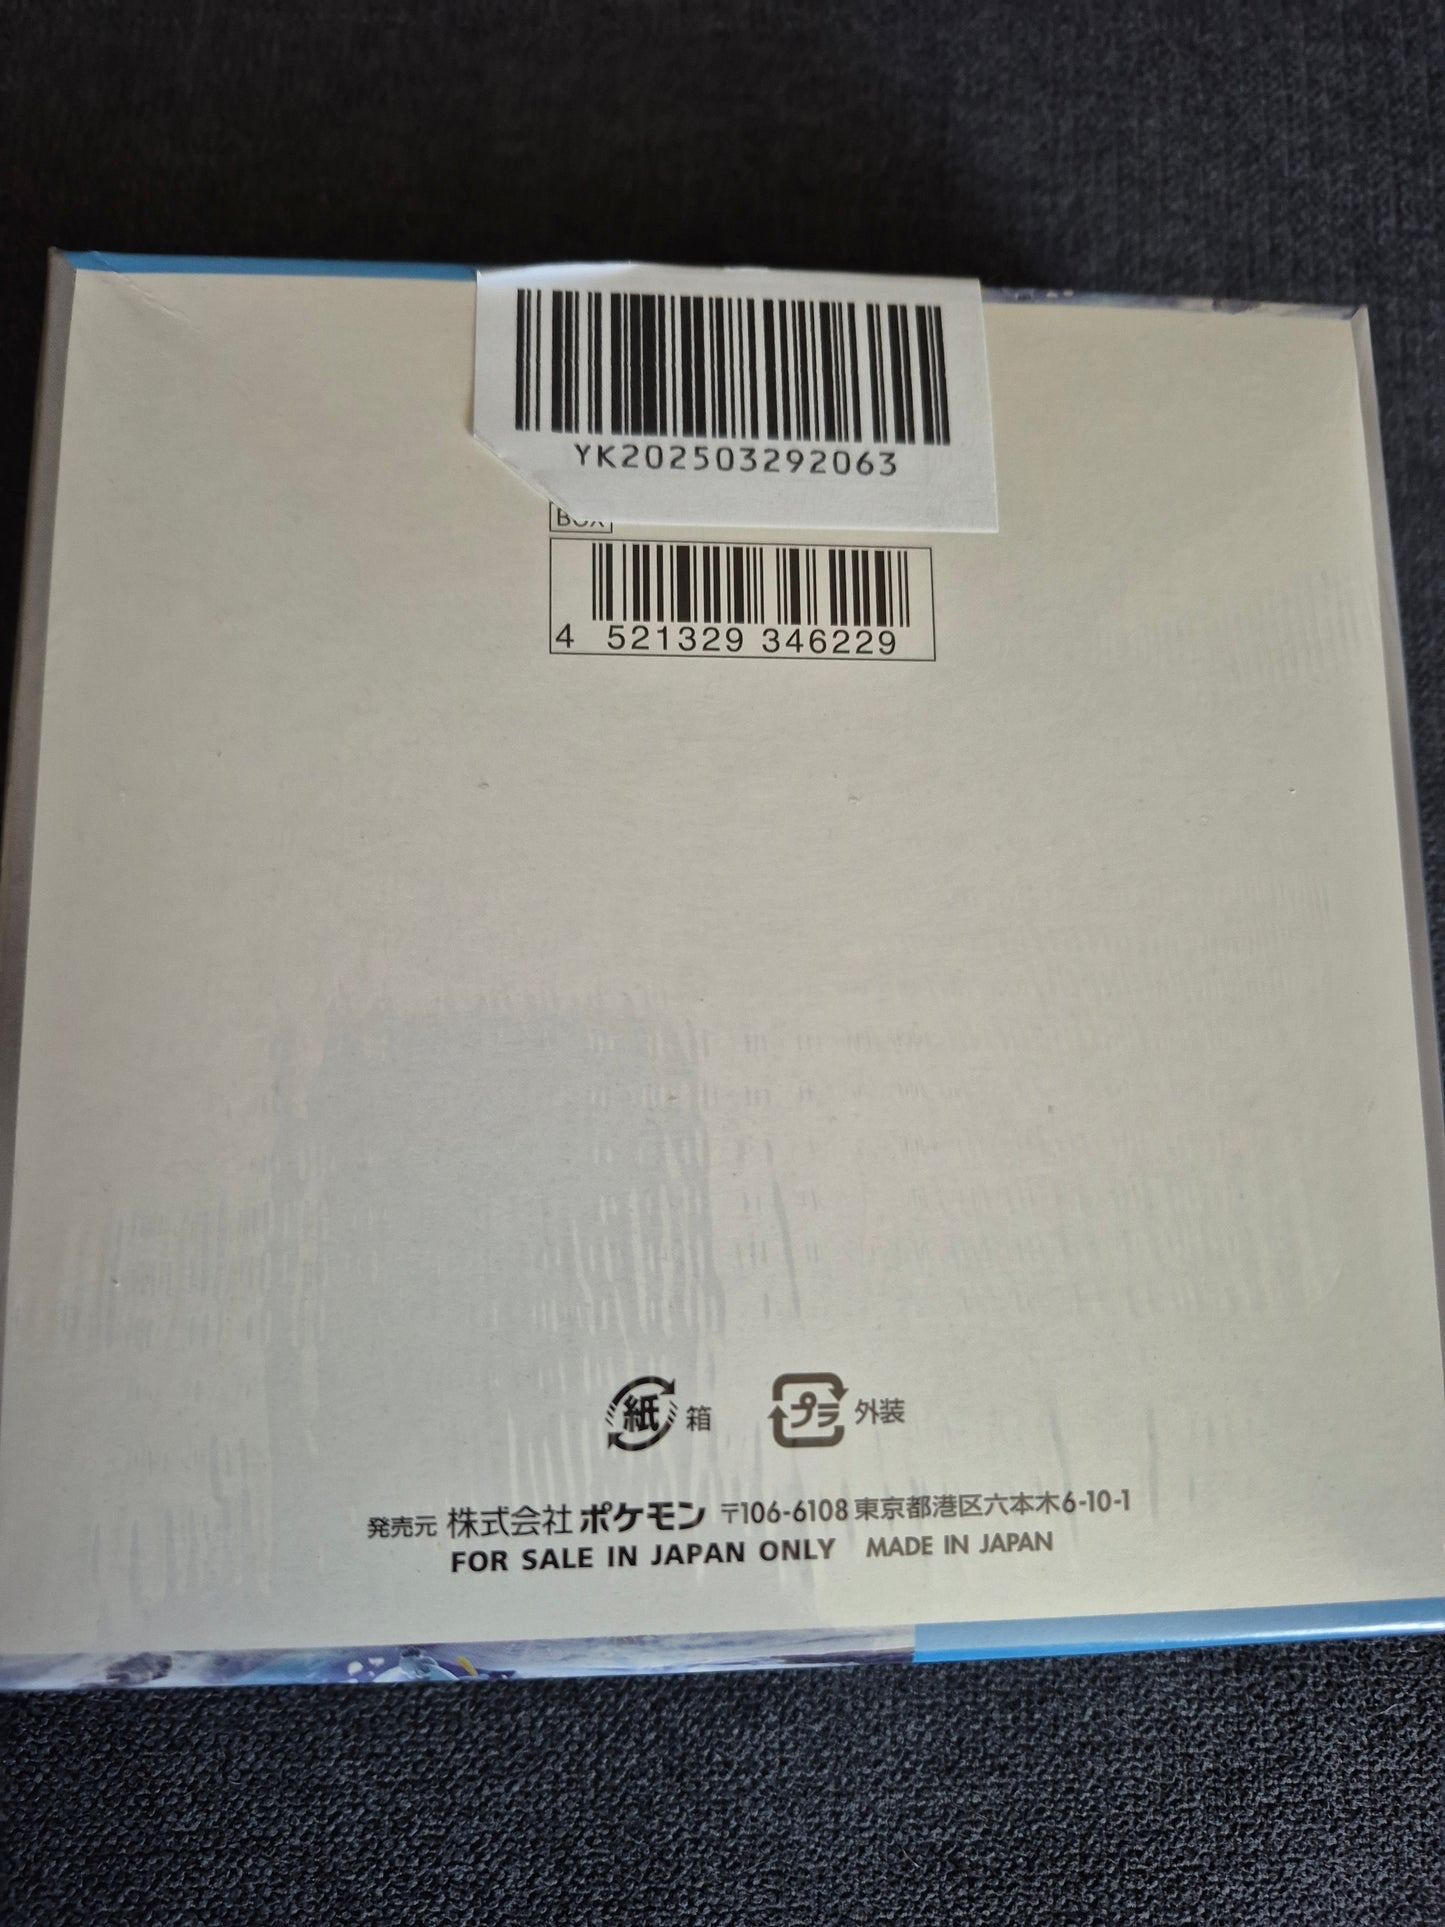 YK202503292063
BOX
4 521329 346229
紙 箱 プラ 外装
発売元 株式会社 ポケモン 〒106-6108 東京都港区六本木6-10-1
FOR SALE IN JAPAN ONLY MADE IN JAPAN